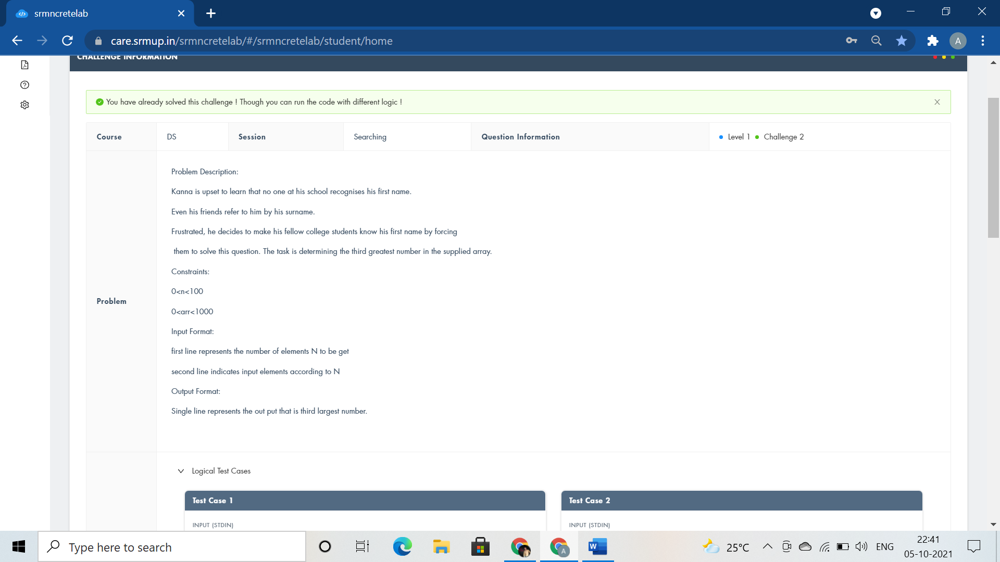 srmncretelab
care.srmup.in/srmncretelab/#/srmncretelab/student/home
A
CHALLENGE INFORMATION
You have already solved this challenge ! Though you can run the code with different logic !
Course DS Session Searching Question Information Level 1 Challenge 2
Problem
Problem Description:
Kanna is upset to learn that no one at his school recognises his first name.
Even his friends refer to him by his surname.
Frustrated, he decides to make his fellow college students know his first name by forcing
them to solve this question. The task is determining the third greatest number in the supplied array.
Constraints:
0<n<100
0<arr<1000
Input Format:
first line represents the number of elements N to be get
second line indicates input elements according to N
Output Format:
Single line represents the out put that is third largest number.
Logical Test Cases
Test Case 1
INPUT (STDIN)
Test Case 2
INPUT (STDIN)
Type here to search
A
W
25°C
ENG
22:41
05-10-2021